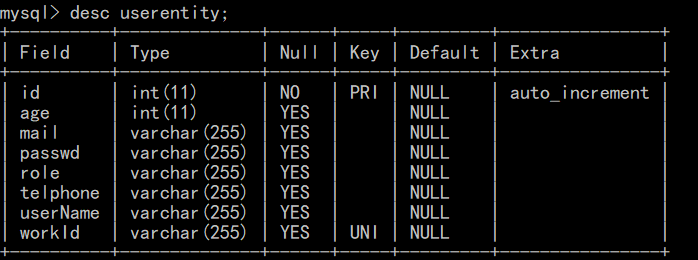 mysql> desc userentity;
+-----------+--------------+------+-----+---------+----------------+
| Field | Type | Null | Key | Default | Extra |
+-----------+--------------+------+-----+---------+----------------+
| id | int(11) | NO | PRI | NULL | auto_increment |
| age | int(11) | YES | | NULL | |
| mail | varchar(255) | YES | | NULL | |
| passwd | varchar(255) | YES | | NULL | |
| role | varchar(255) | YES | | NULL | |
| telphone | varchar(255) | YES | | NULL | |
| userName | varchar(255) | YES | | NULL | |
| workId | varchar(255) | YES | UNI | NULL | |
+-----------+--------------+------+-----+---------+----------------+